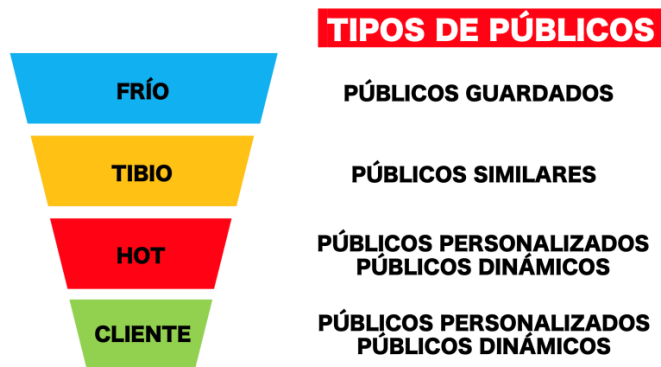 TIPOS DE PÚBLICOS
FRÍO
PÚBLICOS GUARDADOS
TIBIO
PÚBLICOS SIMILARES
HOT
PÚBLICOS PERSONALIZADOS
PÚBLICOS DINÁMICOS
CLIENTE
PÚBLICOS PERSONALIZADOS
PÚBLICOS DINÁMICOS